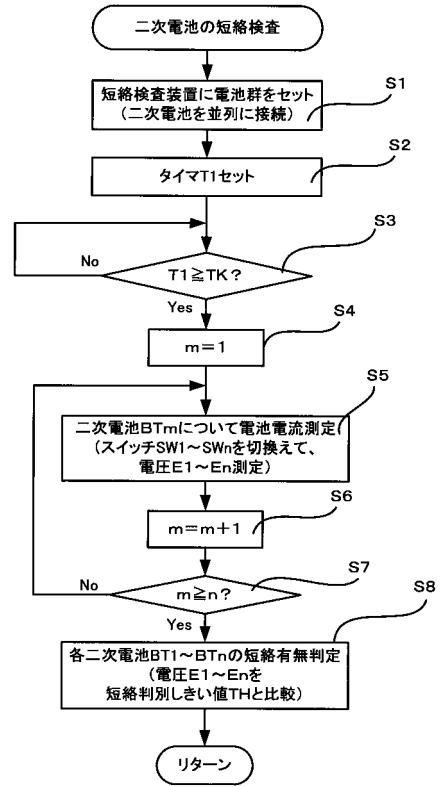 二次電池の短絡検査
S1
短絡検査装置に電池群をセット
(二次電池を並列に接続)
S2
タイマT1セット
S3
T1≧TK?
No
Yes
S4
m=1
S5
二次電池BTmについて電池電流測定
(スイッチSW1~SWnを切換えて、
電圧E1~En測定)
S6
m=m+1
S7
m≧n?
No
Yes
S8
各二次電池BT1~BTnの短絡有無判定
(電圧E1~Enを
短絡判別しきい値THと比較)
リターン